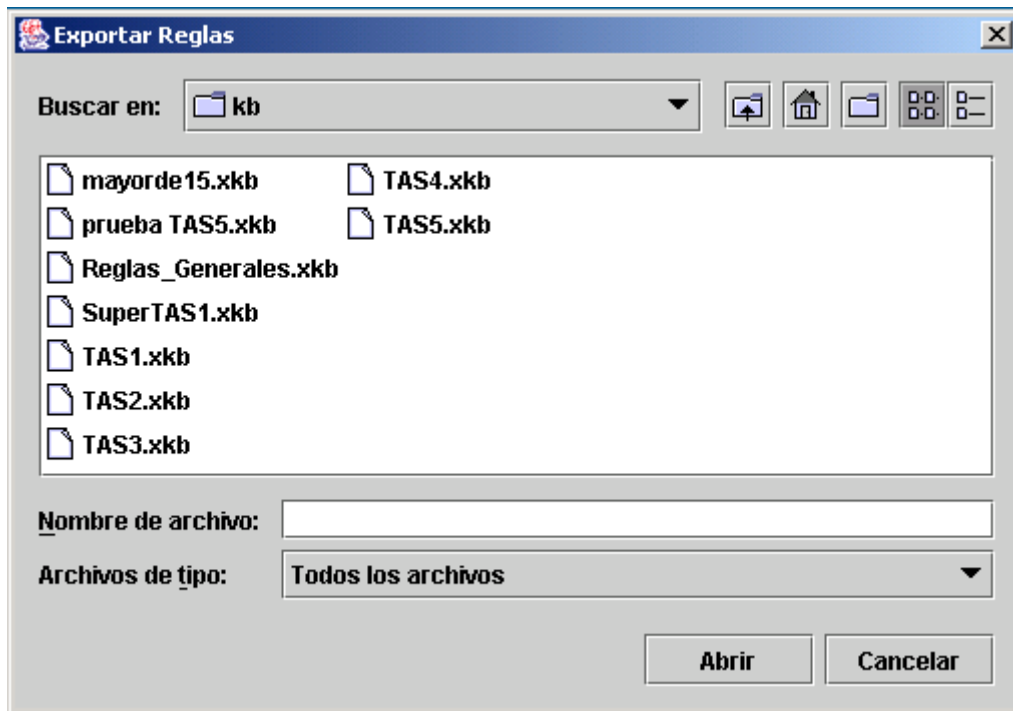 Exportar Reglas
Buscar en: kb
mayorde15.xkb TAS4.xkb
prueba TAS5.xkb TAS5.xkb
Reglas_Generales.xkb
SuperTAS1.xkb
TAS1.xkb
TAS2.xkb
TAS3.xkb
Nombre de archivo:
Archivos de tipo: Todos los archivos
Abrir Cancelar